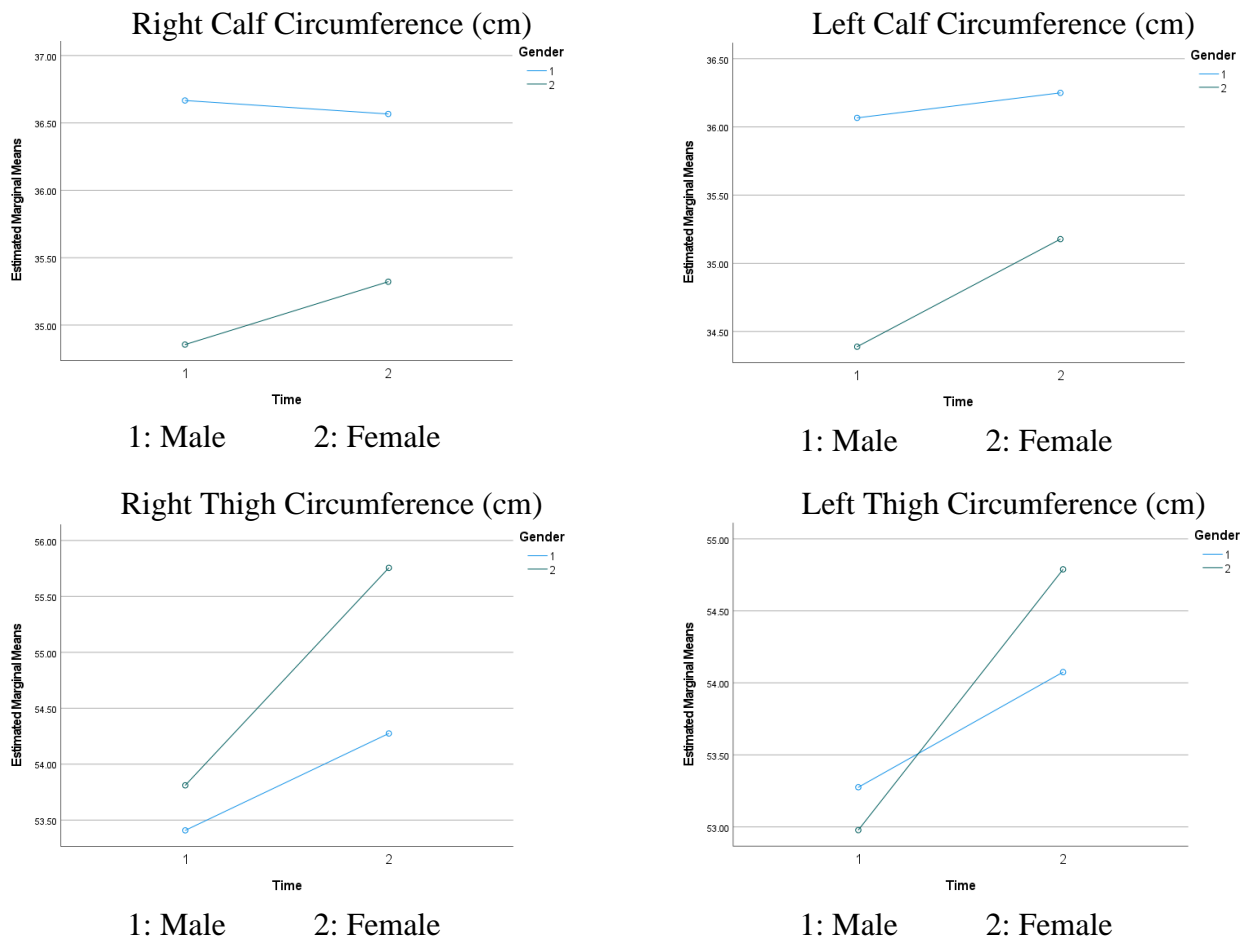 Right Calf Circumference (cm)
Gender
1
2
37.00
36.50
36.00
35.50
35.00
Estimated Marginal Means
1
2
Time
1: Male 2: Female
Left Calf Circumference (cm)
Gender
1
2
36.50
36.00
35.50
35.00
34.50
Estimated Marginal Means
1
2
Time
1: Male 2: Female
Right Thigh Circumference (cm)
Gender
1
2
56.00
55.50
55.00
54.50
54.00
53.50
Estimated Marginal Means
1
2
Time
1: Male 2: Female
Left Thigh Circumference (cm)
Gender
1
2
55.00
54.50
54.00
53.50
53.00
Estimated Marginal Means
1
2
Time
1: Male 2: Female